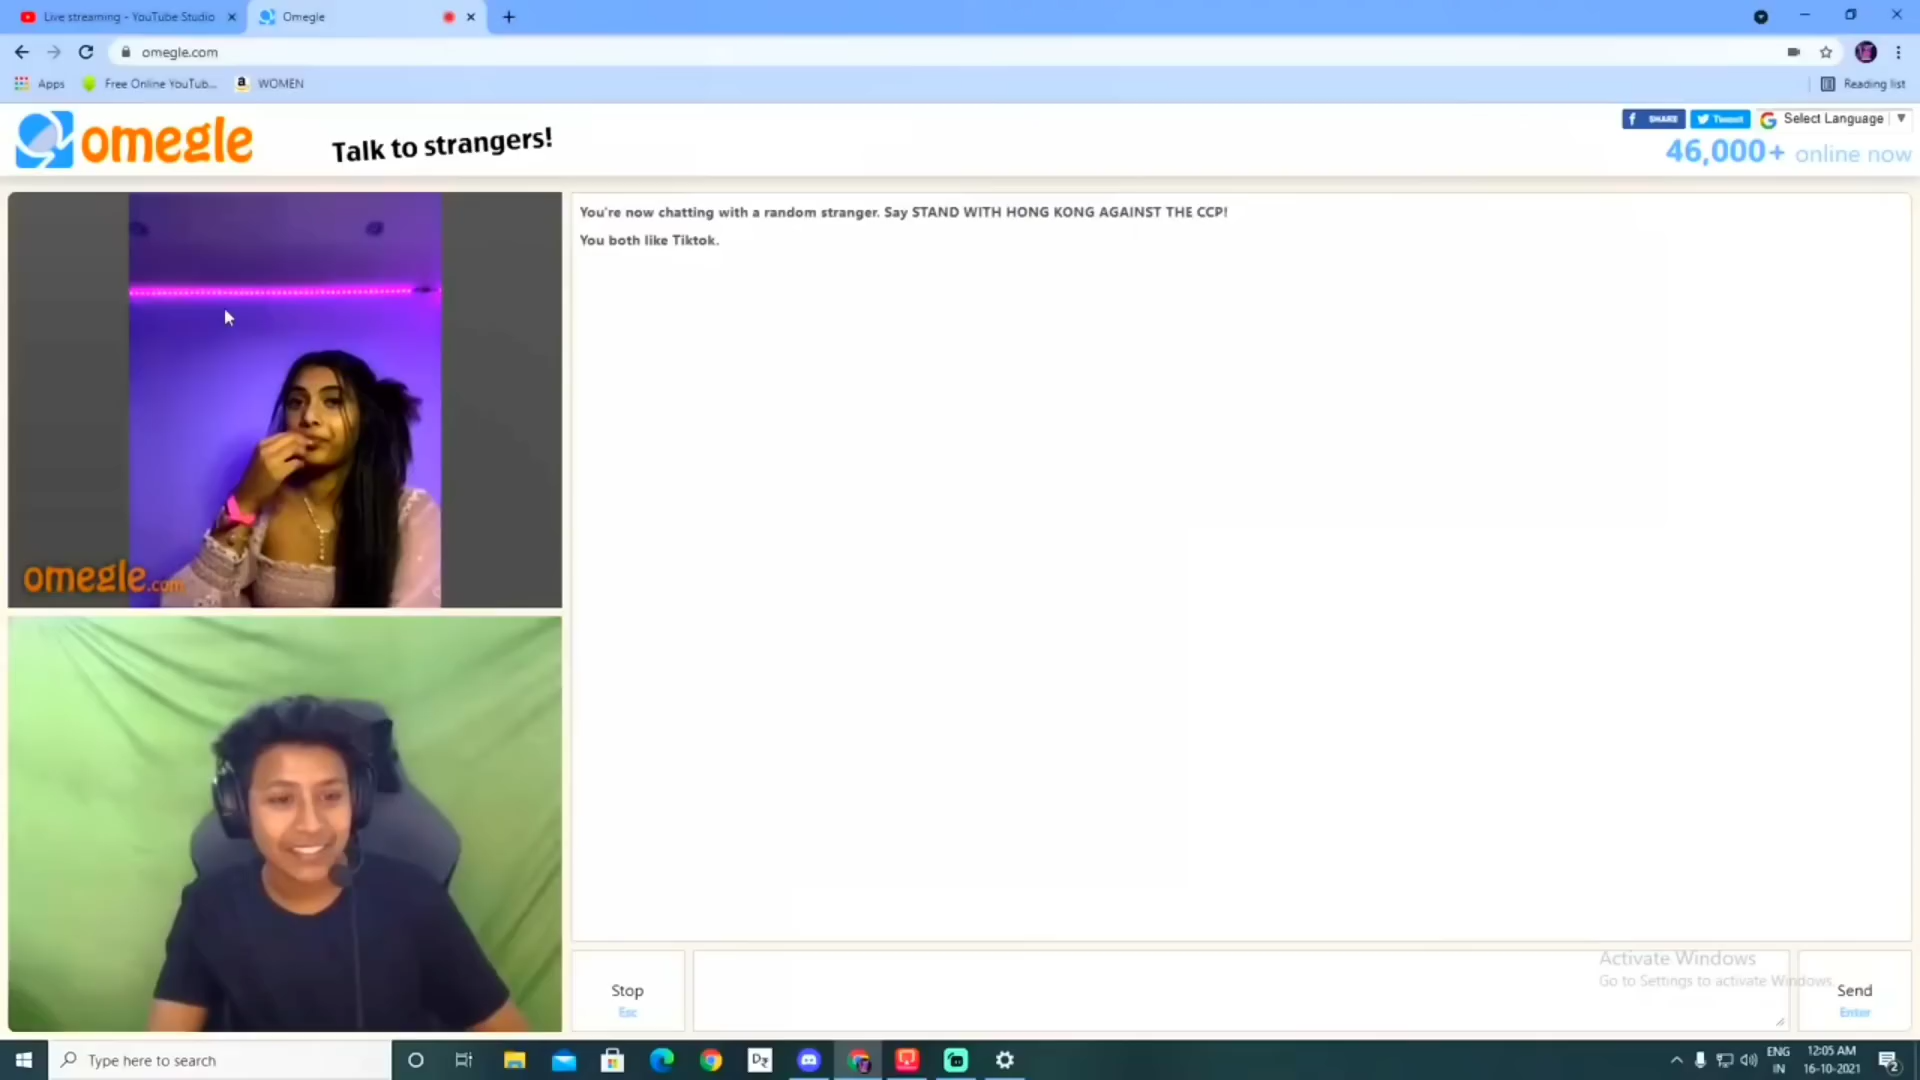 Live streaming - YouTube Studio
Omegle
omegle.com
Apps
Free Online YouTub...
WOMEN
Reading list
omegle
Talk to strangers!
SHARE
Tweet
Select Language
46,000+ online now
You're now chatting with a random stranger. Say STAND WITH HONG KONG AGAINST THE CCP!
You both like Tiktok.
omegle.com
Stop
Esc
Activate Windows
Go to Settings to activate Windows.
Send
Enter
Type here to search
ENG
IN
12:05 AM
16-10-2021
2